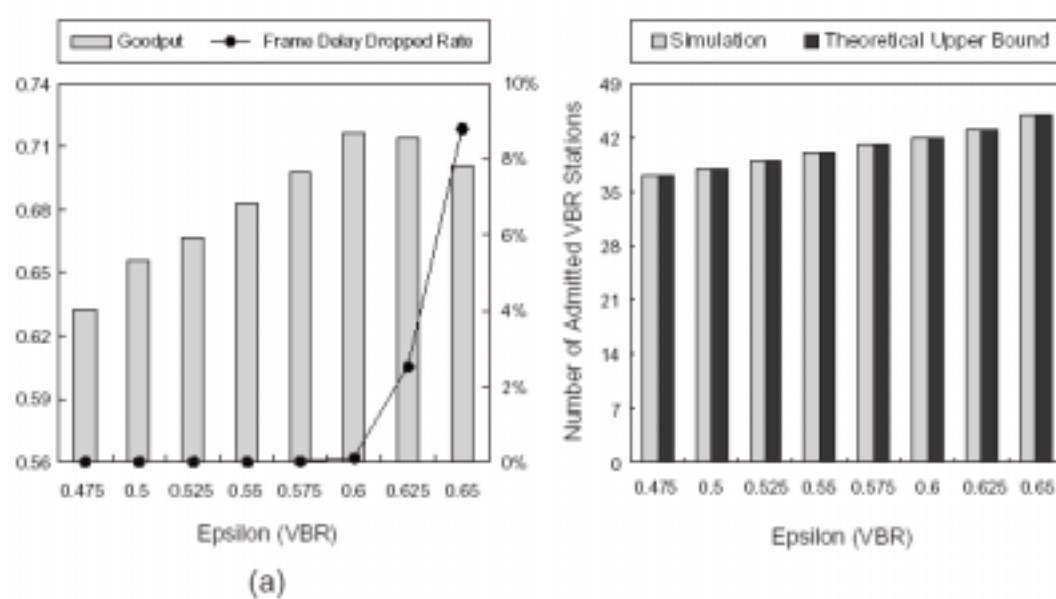 Goodput Frame Delay Dropped Rate
0.74 10%
0.71 8%
0.68 6%
0.65 4%
0.62 2%
0.59 0%
0.56
0.475 0.5 0.525 0.55 0.575 0.6 0.625 0.65
Epsilon (VBR)
(a)
Simulation Theoretical Upper Bound
Number of Admitted VBR Stations
49
42
35
28
21
14
7
0
0.475 0.5 0.525 0.55 0.575 0.6 0.625 0.65
Epsilon (VBR)